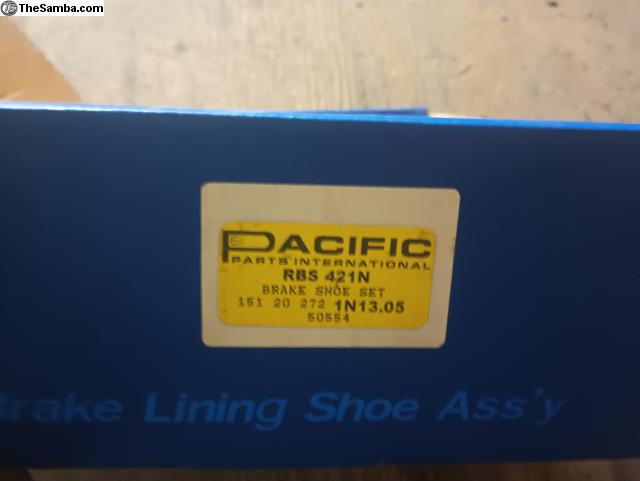 TheSamba.com
PACIFIC
PARTS INTERNATIONAL
RBS 421N
BRAKE SHOE SET
151 20 272 1N13.05
50554
Brake Lining Shoe Ass'y